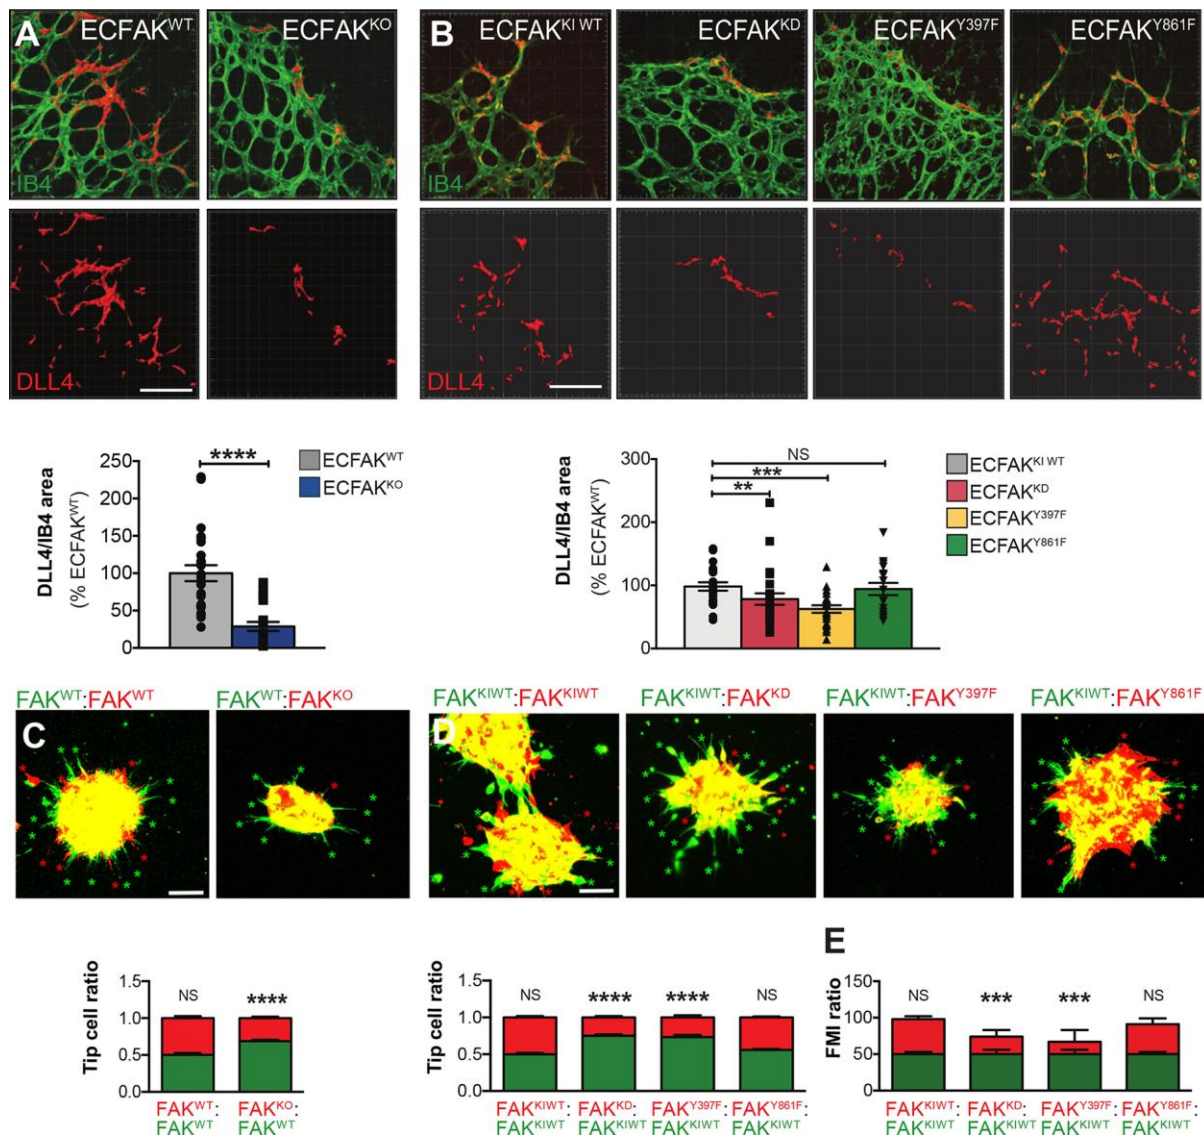 A ECFAK^WT ECFAK^KO B ECFAK^KI WT ECFAK^KD ECFAK^Y397F ECFAK^Y861F
IB4 IB4
DLL4 DLL4
DLL4/IB4 area
(% ECFAK^WT)
250
200
150
100
50
0
****
ECFAK^WT
ECFAK^KO
DLL4/IB4 area
(% ECFAK^WT)
300
200
100
0
NS
***
**
ECFAK^KI WT
ECFAK^KD
ECFAK^Y397F
ECFAK^Y861F
FAK^WT:FAK^WT FAK^WT:FAK^KO FAK^KIWT:FAK^KIWT FAK^KIWT:FAK^KD FAK^KIWT:FAK^Y397F FAK^KIWT:FAK^Y861F
C D
Tip cell ratio
1.5
1.0
0.5
0.0
NS ****
FAK^WT: FAK^KO:
FAK^WT FAK^WT
Tip cell ratio
1.5
1.0
0.5
0.0
NS **** **** NS
FAK^KIWT: FAK^KD: FAK^Y397F: FAK^Y861F:
FAK^KIWT FAK^KIWT FAK^KIWT FAK^KIWT
E
FMI ratio
150
100
50
0
NS *** *** NS
FAK^KIWT: FAK^KD: FAK^Y397F: FAK^Y861F:
FAK^KIWT FAK^KIWT FAK^KIWT FAK^KIWT